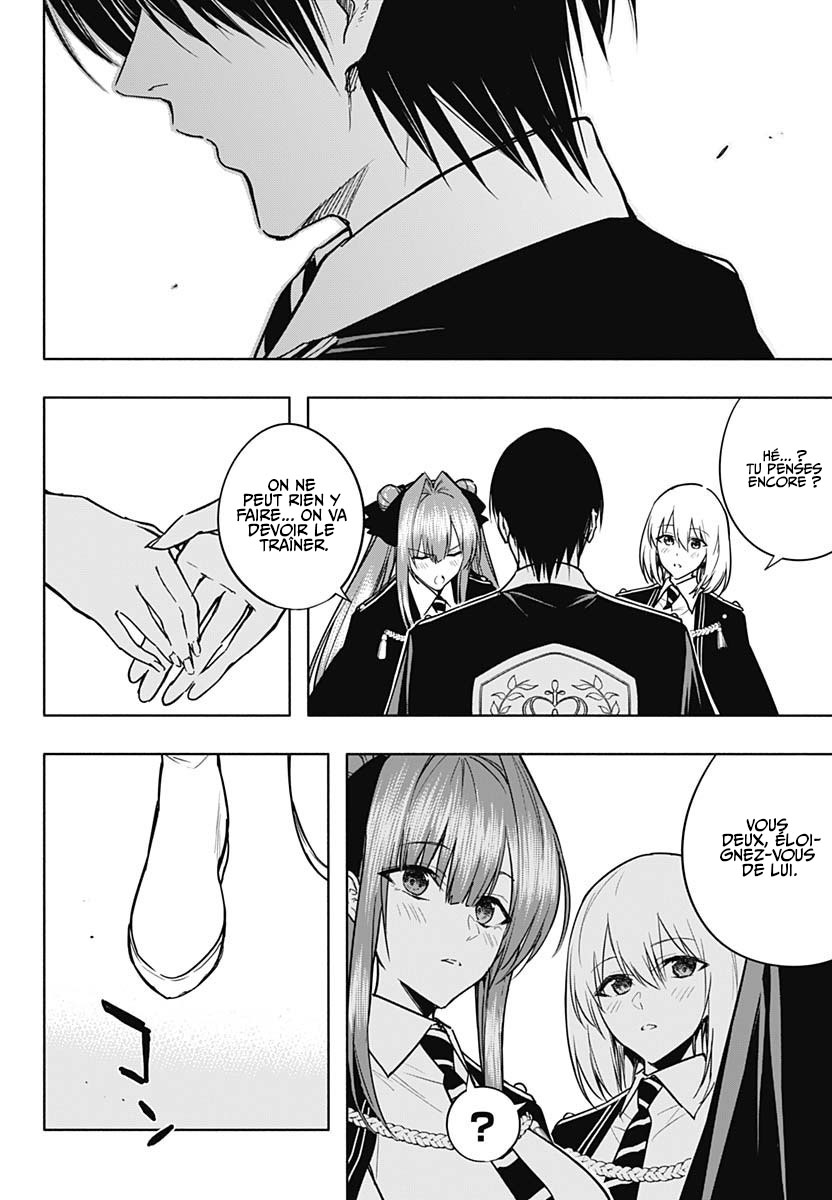 HÉ... ?
TU PENSES
ENCORE ?
ON NE
PEUT RIEN Y
FAIRE... ON VA
DEVOIR LE
TRAÎNER.
VOUS
DEUX, ÉLOI-
GNEZ-VOUS
DE LUI.
?